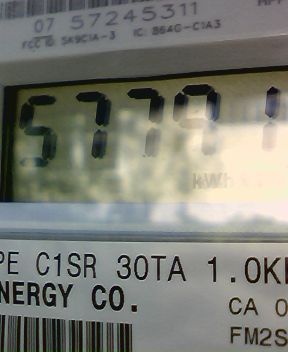 07 57245311
FCC ID: SK9C1A-3 IC: 864G-C1A3
57791
kWh
PE C1SR 30TA 1.0K
NERGY CO.
CA 0
FM2S